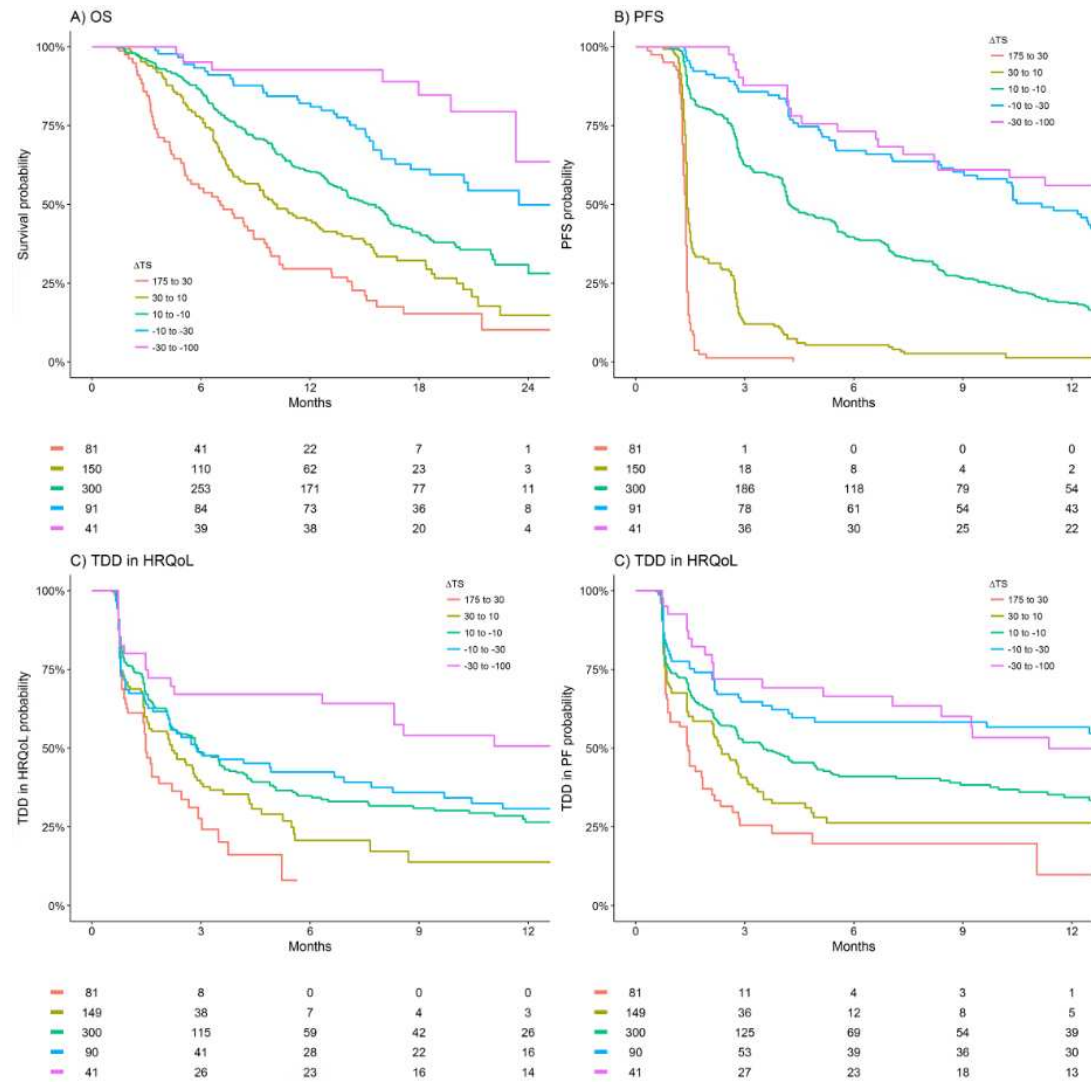 A) OS
100%
75%
50%
25%
0%
Survival probability
ΔTS
175 to 30
30 to 10
10 to -10
-10 to -30
-30 to -100
0 6 12 18 24
Months
81 41 22 7 1
150 110 62 23 3
300 253 171 77 11
91 84 73 36 8
41 39 38 20 4
B) PFS
100%
75%
50%
25%
0%
PFS probability
ΔTS
175 to 30
30 to 10
10 to -10
-10 to -30
-30 to -100
0 3 6 9 12
Months
81 1 0 0 0
150 18 8 4 2
300 186 118 79 54
91 78 61 54 43
41 36 30 25 22
C) TDD in HRQoL
100%
75%
50%
25%
0%
TDD in HRQoL probability
ΔTS
175 to 30
30 to 10
10 to -10
-10 to -30
-30 to -100
0 3 6 9 12
Months
81 8 0 0 0
149 38 7 4 3
300 115 59 42 26
90 41 28 22 16
41 26 23 16 14
C) TDD in HRQoL
100%
75%
50%
25%
0%
TDD in PF probability
ΔTS
175 to 30
30 to 10
10 to -10
-10 to -30
-30 to -100
0 3 6 9 12
Months
81 11 4 3 1
149 36 12 8 5
300 125 69 54 39
90 53 39 36 30
41 27 23 18 13